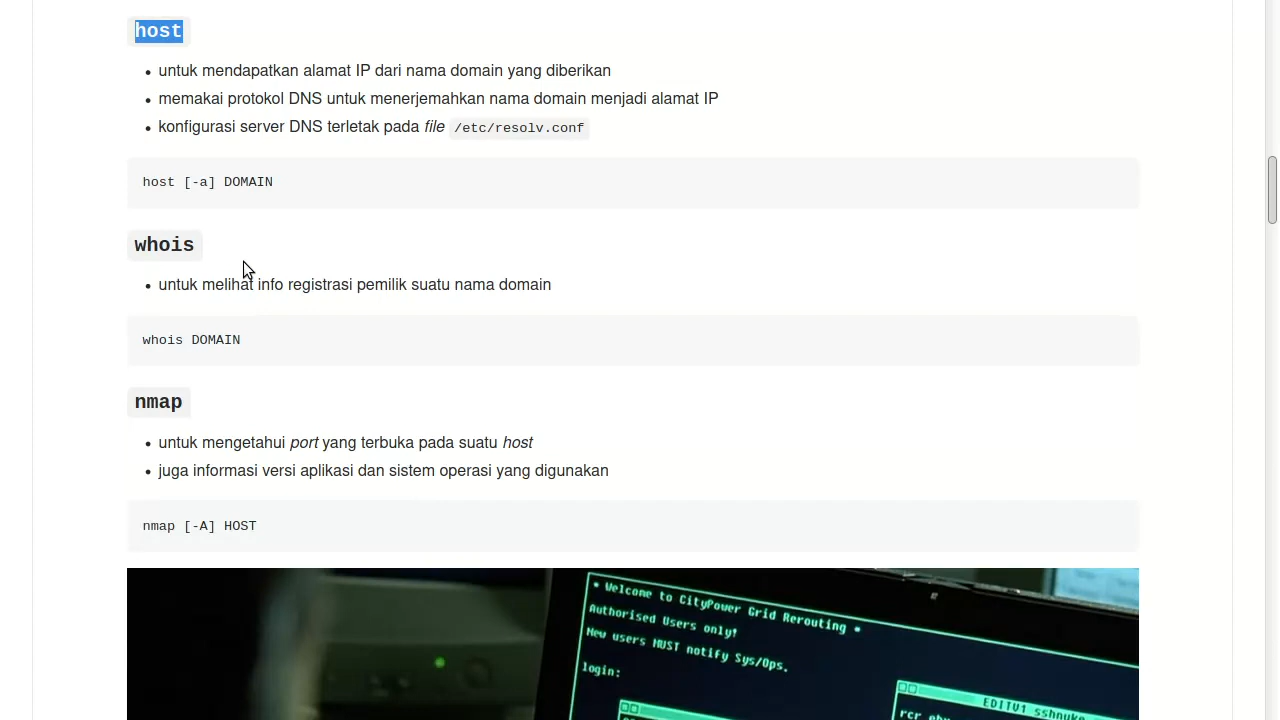 host
• untuk mendapatkan alamat IP dari nama domain yang diberikan
• memakai protokol DNS untuk menerjemahkan nama domain menjadi alamat IP
• konfigurasi server DNS terletak pada file /etc/resolv.conf
host [-a] DOMAIN
whois
• untuk melihat info registrasi pemilik suatu nama domain
whois DOMAIN
nmap
• untuk mengetahui port yang terbuka pada suatu host
• juga informasi versi aplikasi dan sistem operasi yang digunakan
nmap [-A] HOST
* Welcome to CityPower Grid Rerouting *
Authorised Users only!
New users MUST notify Sys/Ops.
login:
EDITV1 sshnuke